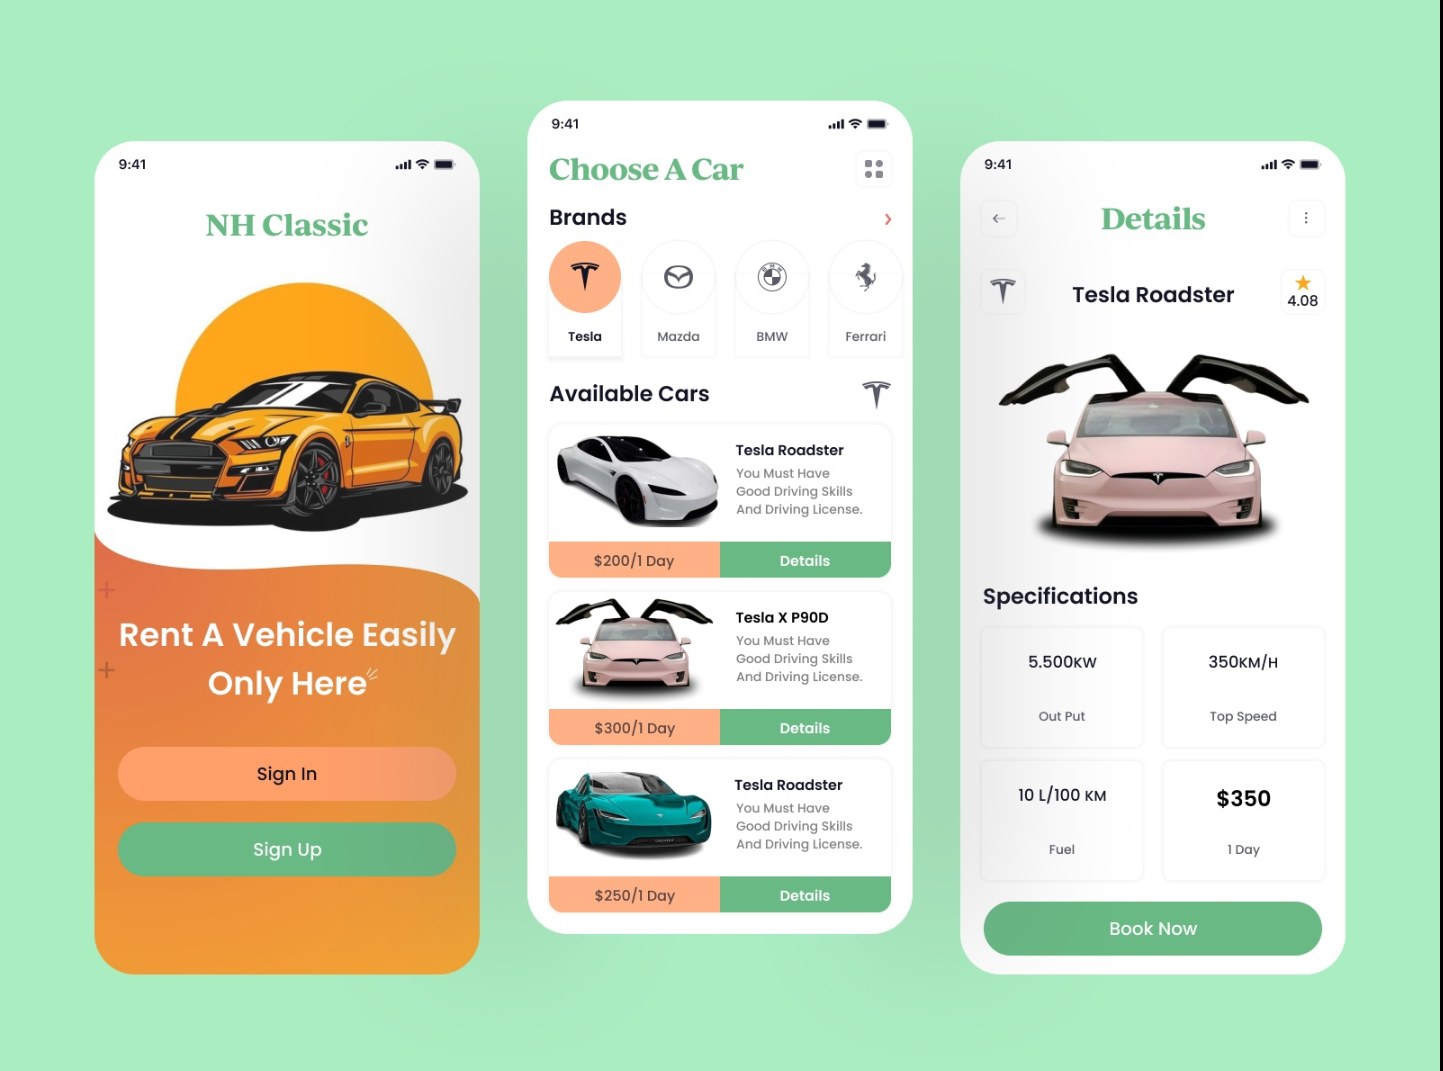 9:41
NH Classic
Rent A Vehicle Easily
Only Here
Sign In
Sign Up
9:41
Choose A Car
Brands
Tesla
Mazda
BMW
Ferrari
Available Cars
Tesla Roadster
You Must Have
Good Driving Skills
And Driving License.
$200/1 Day
Details
Tesla X P90D
You Must Have
Good Driving Skills
And Driving License.
$300/1 Day
Details
Tesla Roadster
You Must Have
Good Driving Skills
And Driving License.
$250/1 Day
Details
9:41
Details
Tesla Roadster
4.08
Specifications
5.500KW
Out Put
350KM/H
Top Speed
10 L/100 KM
Fuel
$350
1 Day
Book Now